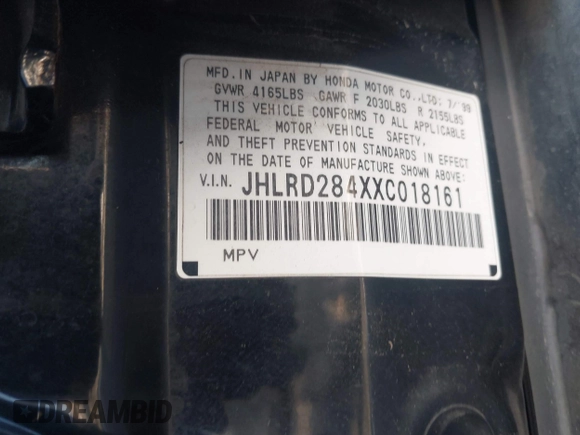 MFD. IN JAPAN BY HONDA MOTOR CO.,LTD: 7/'99
GVWR 4165LBS GAWR F 2030LBS R 2155LBS
THIS VEHICLE CONFORMS TO ALL APPLICABLE
FEDERAL MOTOR VEHICLE SAFETY,
AND THEFT PREVENTION STANDARDS IN EFFECT
ON THE DATE OF MANUFACTURE SHOWN ABOVE:
V.I.N. JHLRD284XXC018161
MPV
DREAMBID